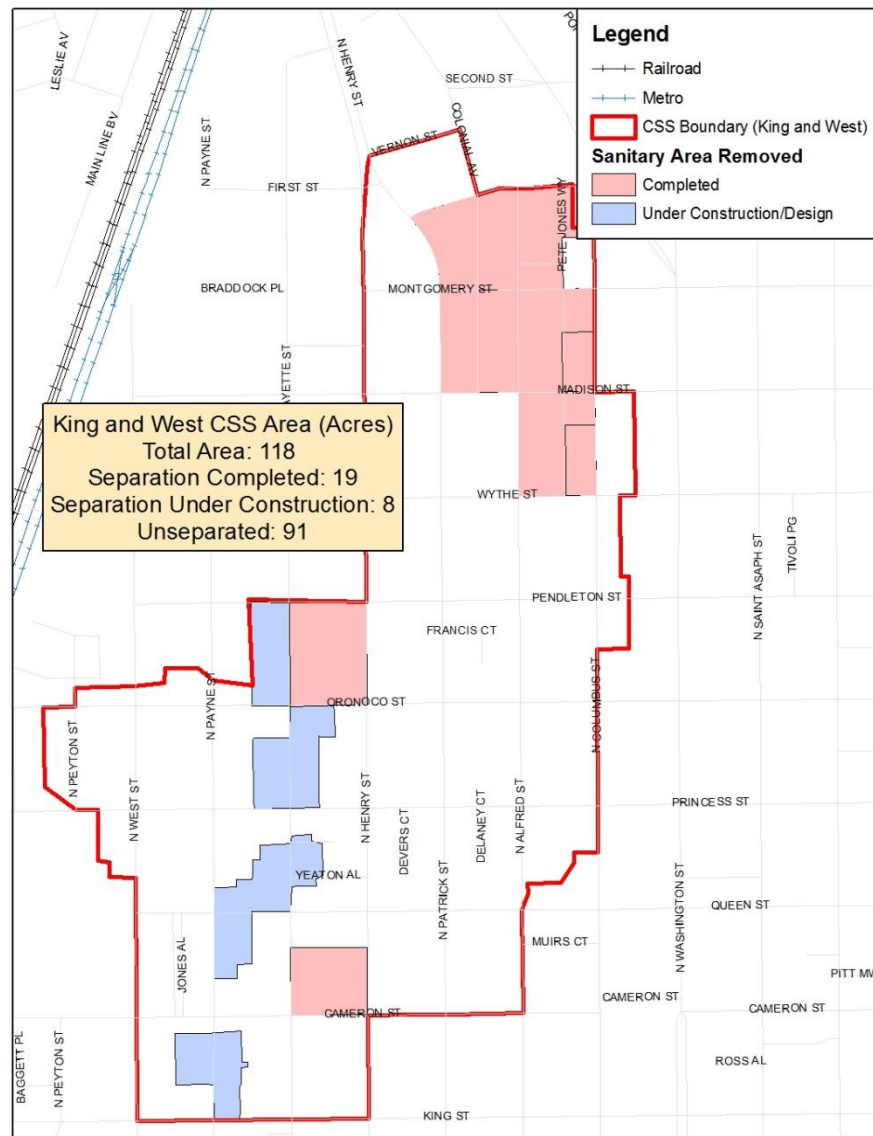 LESLIE AV
MAIN LINE BV
N PAYNE ST
N HENRY ST
SECOND ST
COLONIAL AV
VERNON ST
FIRST ST
PETE JONES WY
BRADDOCK PL
MONTGOMERY ST
AYETTE ST
MADISON ST
Legend
Railroad
Metro
CSS Boundary (King and West)
Sanitary Area Removed
Completed
Under Construction/Design
King and West CSS Area (Acres)
Total Area: 118
Separation Completed: 19
Separation Under Construction: 8
Unseparated: 91
WYTHE ST
N SAINT ASAPH ST
TIVOLI PG
PENDLETON ST
FRANCIS CT
N PAYNE ST
ORONOCO ST
N COLUMBUS ST
N PEYTON ST
N WEST ST
N HENRY ST
DEVERS CT
DELANEY CT
N ALFRED ST
PRINCESS ST
YEATON AL
N PATRICK ST
N WASHINGTON ST
QUEEN ST
JONES AL
MUIRS CT
PITT MW
CAMERON ST
CAMERON ST
CAMERON ST
BAGGETT PL
N PEYTON ST
ROSS AL
KING ST